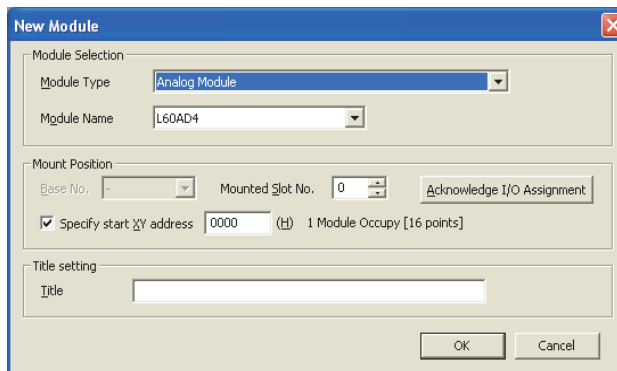 New Module
Module Selection
Module Type Analog Module
Module Name L60AD4
Mount Position
Base No. - Mounted Slot No. 0 Acknowledge I/O Assignment
Specify start XY address 0000 (H) 1 Module Occupy [16 points]
Title setting
Title
OK Cancel